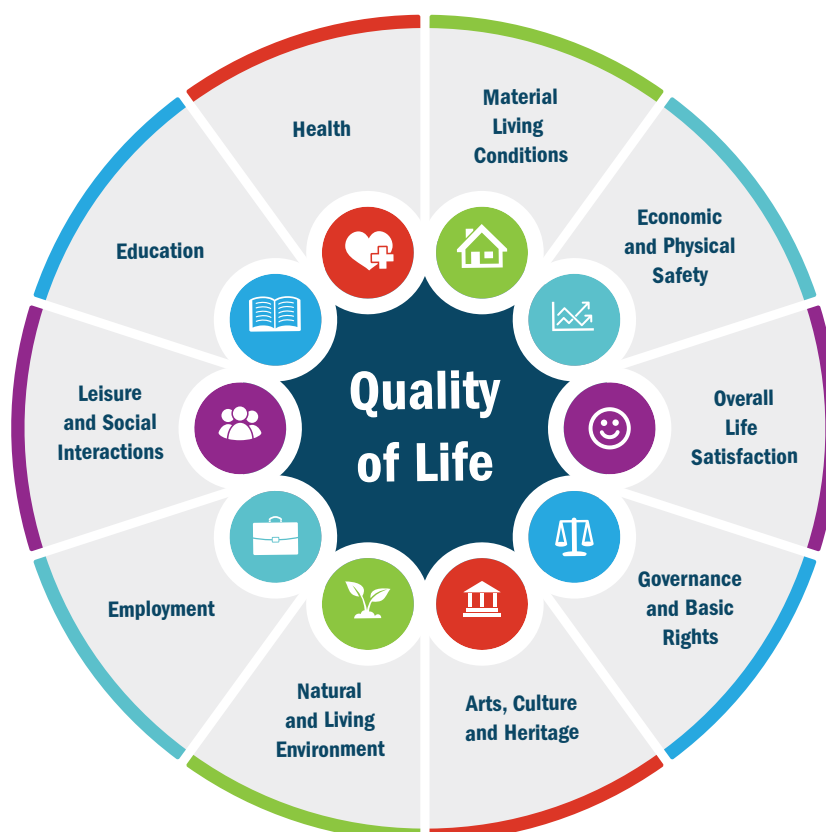 Quality
of Life
Health
Material
Living
Conditions
Economic
and Physical
Safety
Overall
Life
Satisfaction
Governance
and Basic
Rights
Arts, Culture
and Heritage
Natural
and Living
Environment
Employment
Leisure
and Social
Interactions
Education